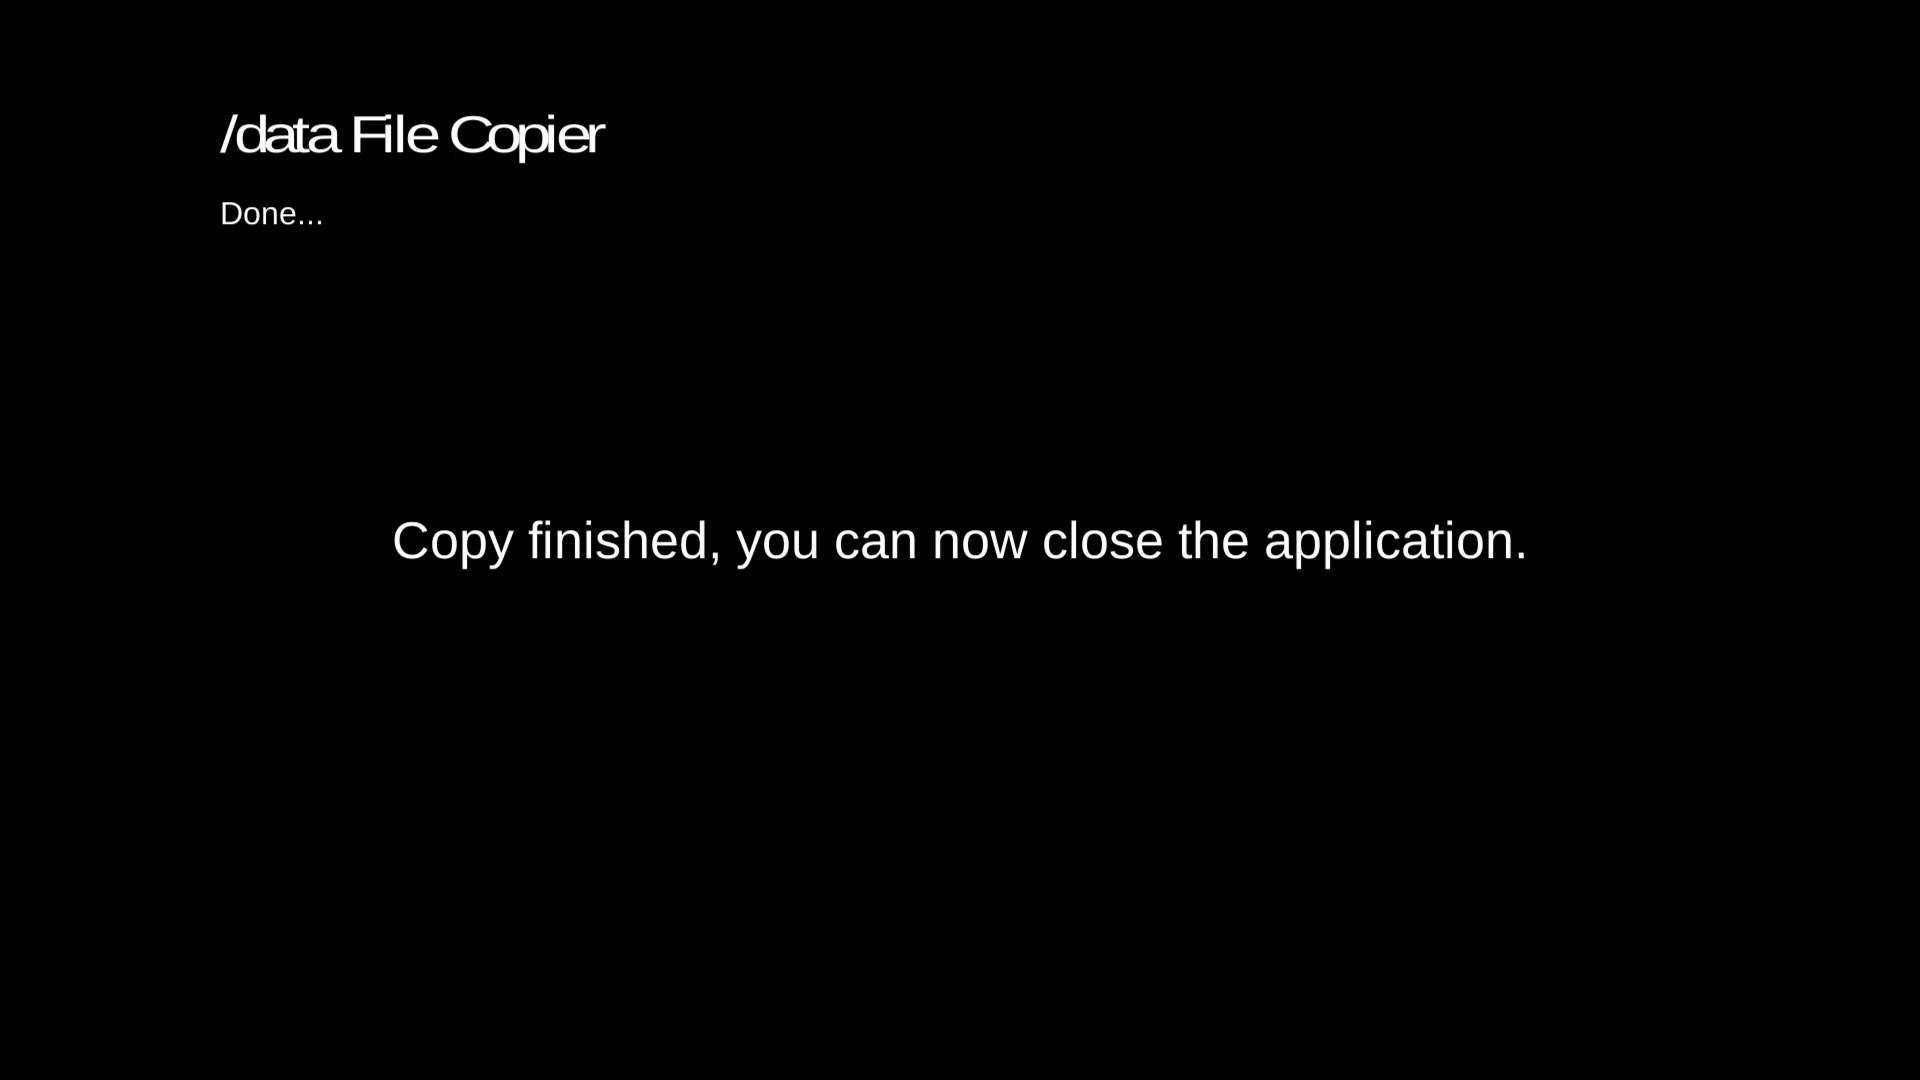 /data File Copier
Done...
Copy finished, you can now close the application.